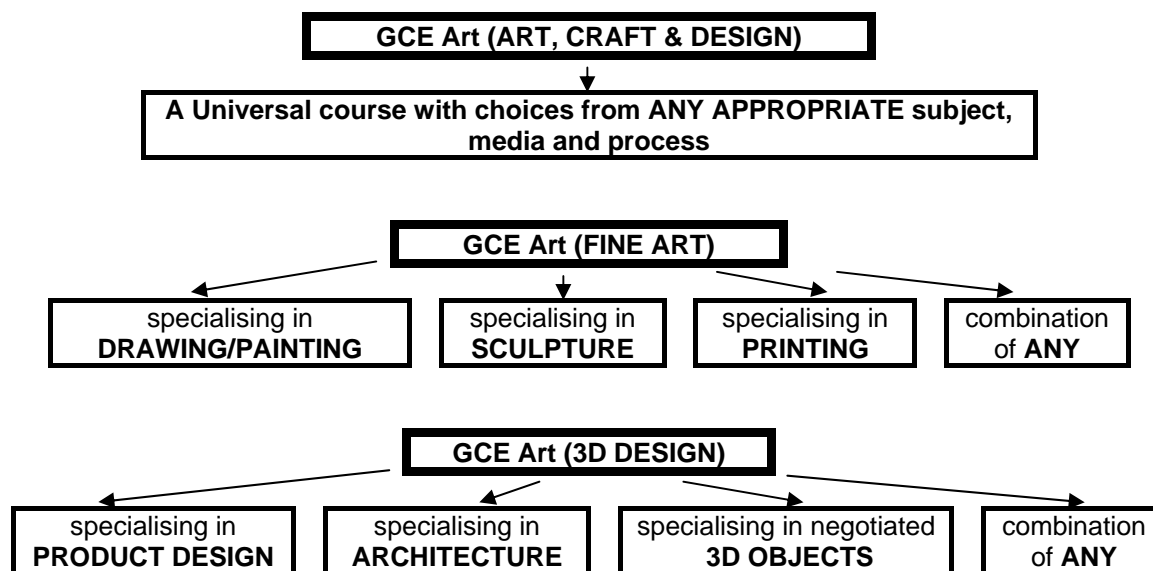 GCE Art (ART, CRAFT & DESIGN)
A Universal course with choices from ANY APPROPRIATE subject,
media and process
GCE Art (FINE ART)
specialising in
DRAWING/PAINTING
specialising in
SCULPTURE
specialising in
PRINTING
combination
of ANY
GCE Art (3D DESIGN)
specialising in
PRODUCT DESIGN
specialising in
ARCHITECTURE
specialising in negotiated
3D OBJECTS
combination
of ANY